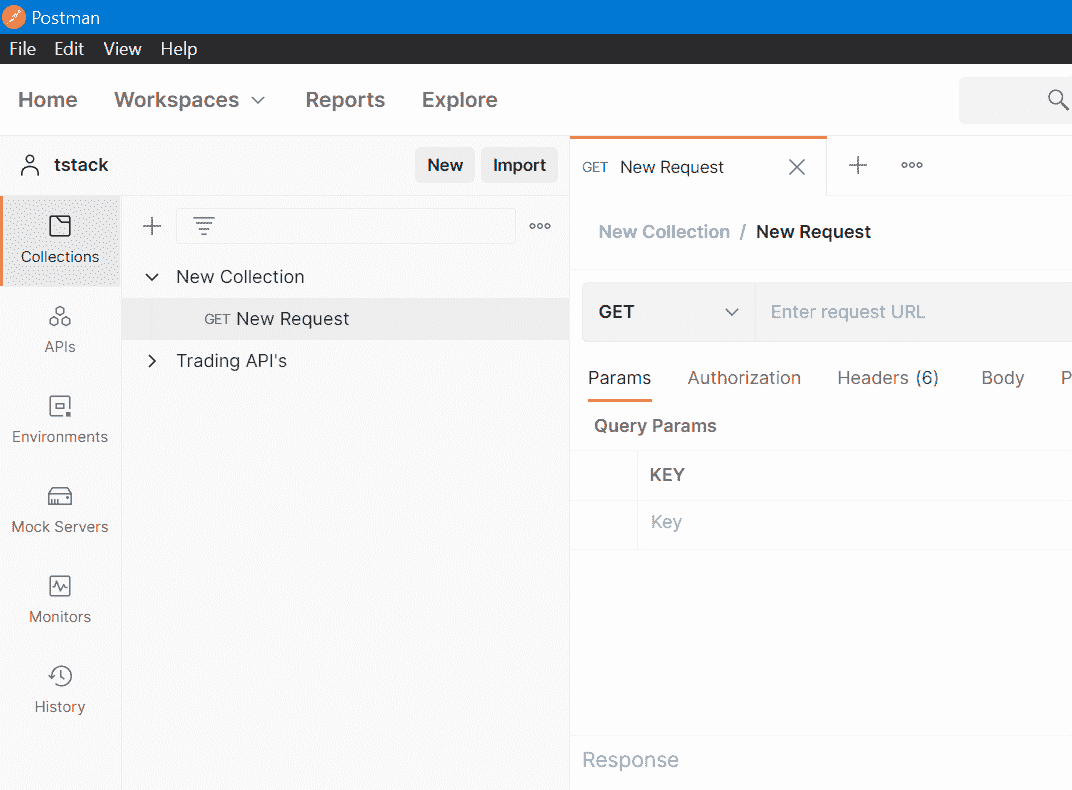 Postman
File Edit View Help
Home Workspaces Reports Explore
tstack New Import
GET New Request
Collections
APIs
Environments
Mock Servers
Monitors
History
New Collection
GET New Request
Trading API's
New Collection / New Request
GET Enter request URL
Params Authorization Headers (6) Body P
Query Params
KEY
Key
Response